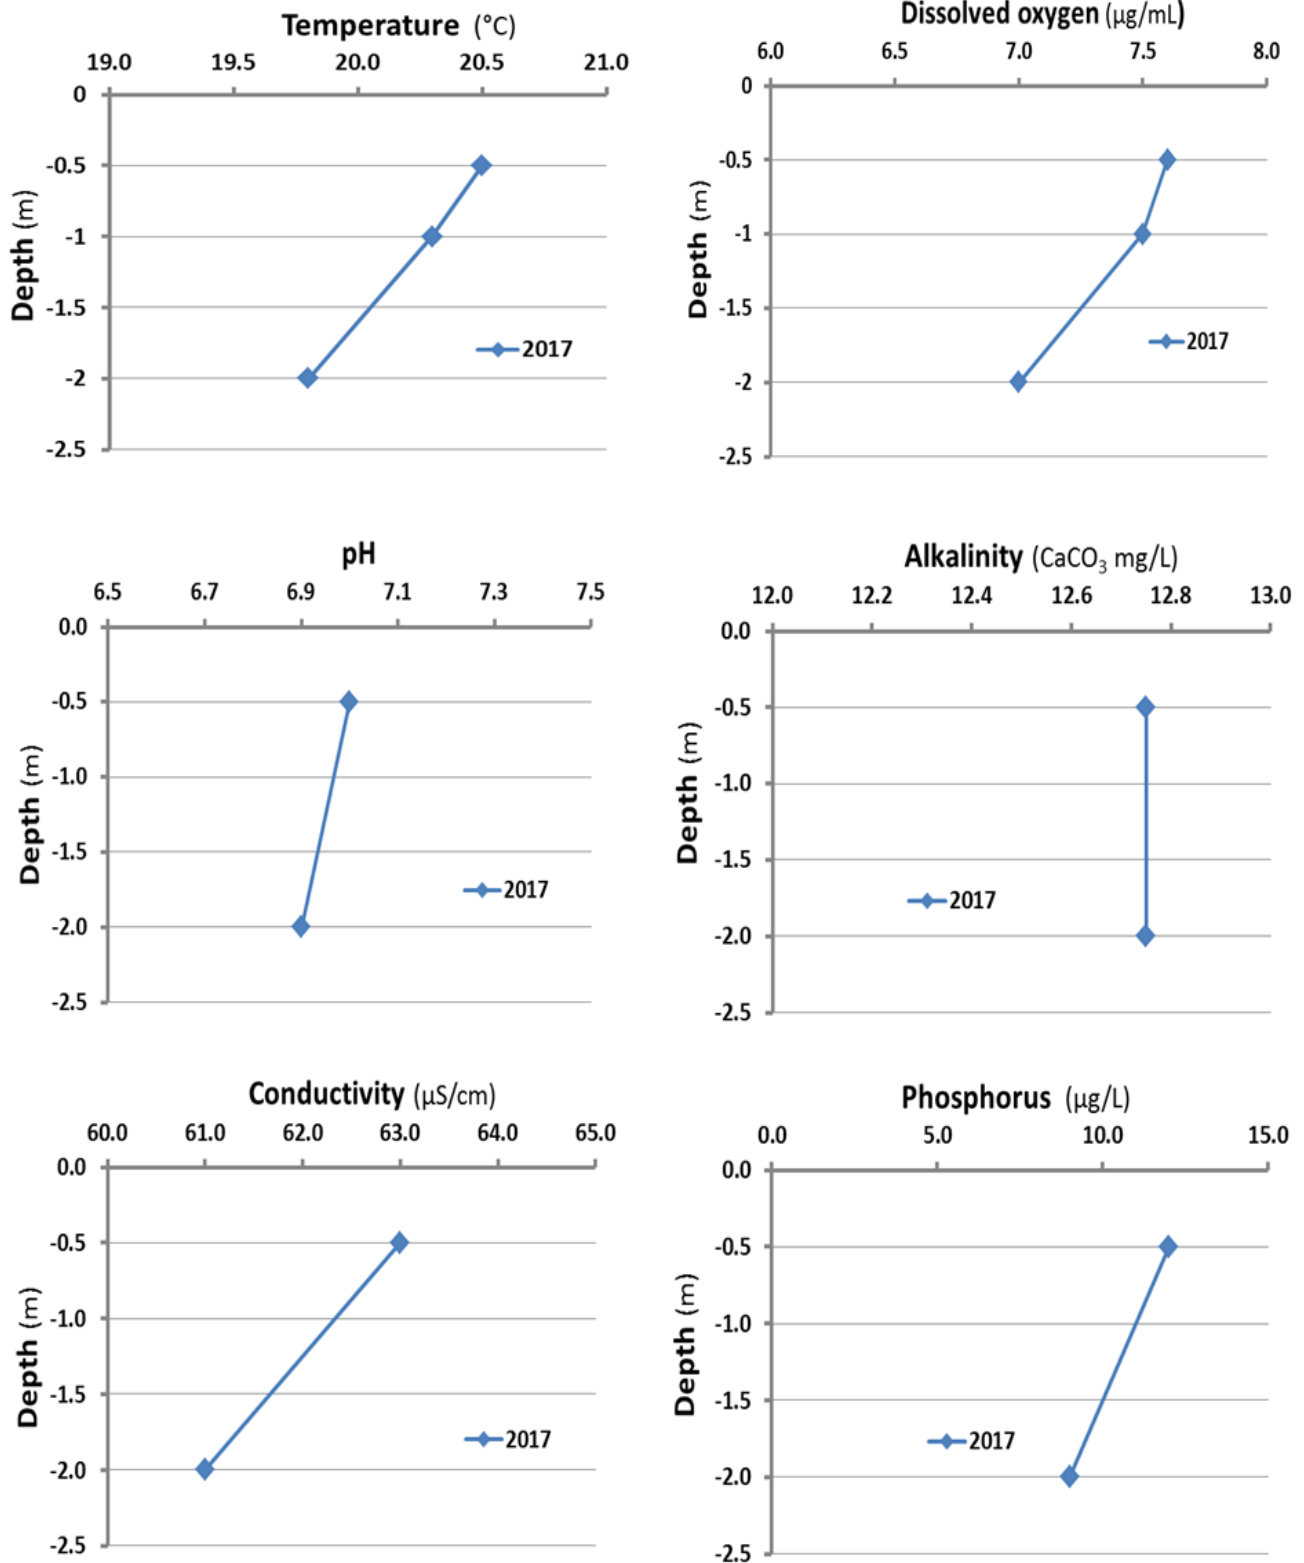 Temperature (°C)
19.0 19.5 20.0 20.5 21.0
0
-0.5
-1
-1.5
-2
-2.5
Depth (m)
2017
Dissolved oxygen (µg/mL)
6.0 6.5 7.0 7.5 8.0
0
-0.5
-1
-1.5
-2
-2.5
Depth (m)
2017
pH
6.5 6.7 6.9 7.1 7.3 7.5
0.0
-0.5
-1.0
-1.5
-2.0
-2.5
Depth (m)
2017
Alkalinity (CaCO₃ mg/L)
12.0 12.2 12.4 12.6 12.8 13.0
0.0
-0.5
-1.0
-1.5
-2.0
-2.5
Depth (m)
2017
Conductivity (µS/cm)
60.0 61.0 62.0 63.0 64.0 65.0
0.0
-0.5
-1.0
-1.5
-2.0
-2.5
Depth (m)
2017
Phosphorus (µg/L)
0.0 5.0 10.0 15.0
0.0
-0.5
-1.0
-1.5
-2.0
-2.5
Depth (m)
2017